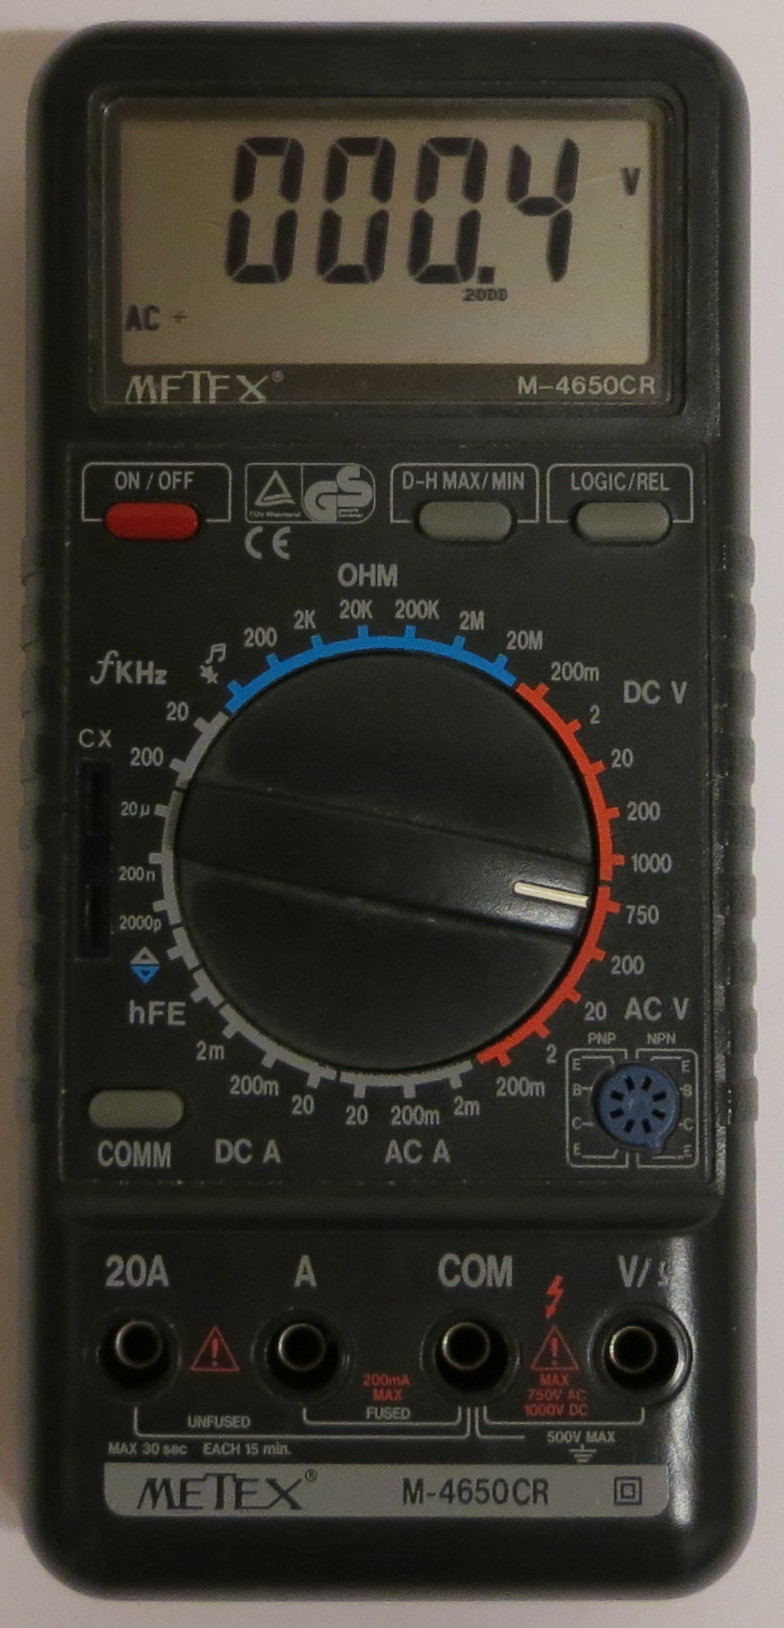 000.4 V
2000
AC
METEX® M-4650CR
ON / OFF
D-H MAX/MIN
LOGIC/REL
TÜV Rheinland
GS
CE
OHM
200 2K 20K 200K 2M 20M
fKHz
20
200
CX
20µ
200n
2000p
hFE
DC V
200m
2
20
200
1000
750
200
20
2
200m
AC V
PNP NPN
E E
B B
C C
E E
2m 200m 20
20 200m 2m
COMM
DC A
AC A
20A A COM V/Ω
200mA
MAX
FUSED
MAX
750V AC
1000V DC
UNFUSED
500V MAX
MAX 30 sec EACH 15 min.
METEX® M-4650CR